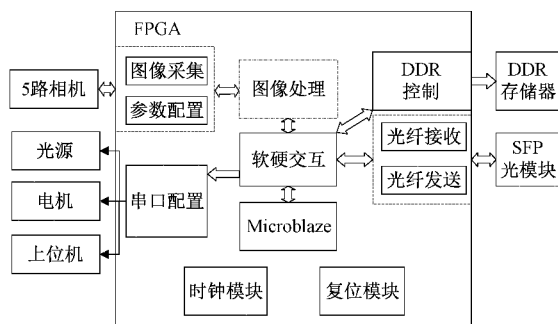 FPGA
5路相机
图像采集
参数配置
图像处理
DDR
控制
DDR
存储器
光纤接收
光纤发送
SFP
光模块
光源
电机
上位机
串口配置
软硬交互
Microblaze
时钟模块
复位模块